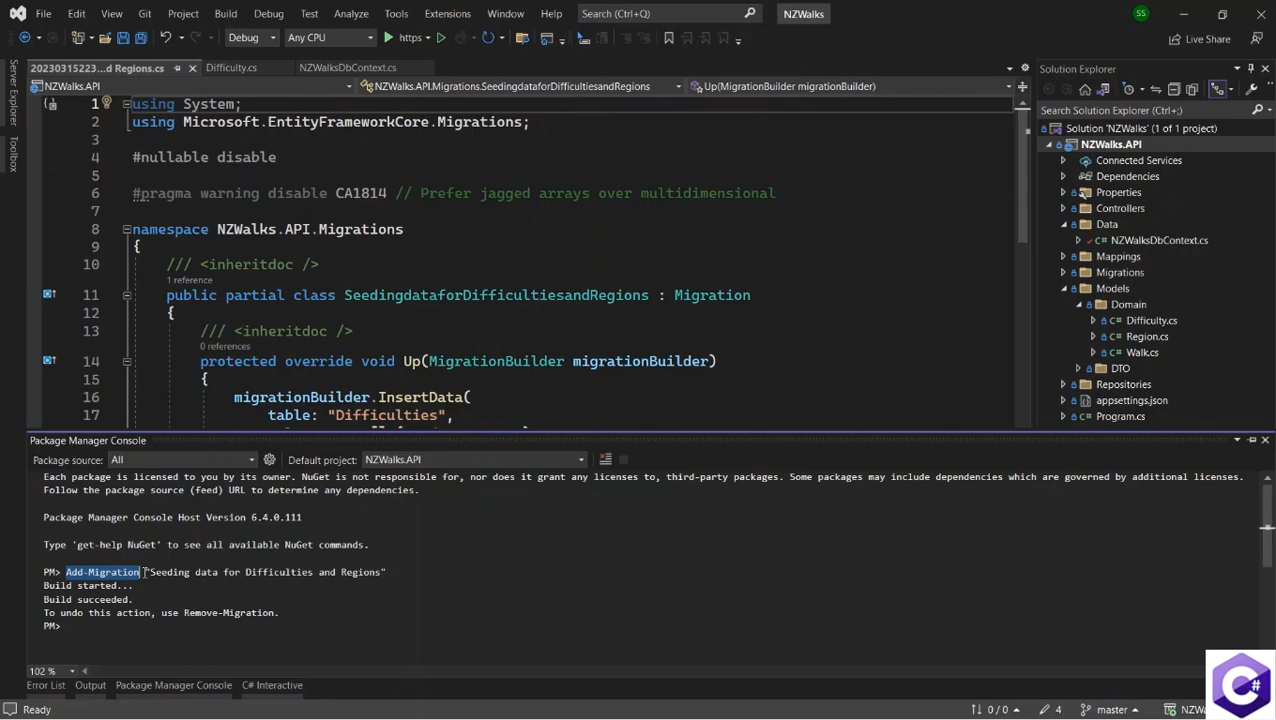 File Edit View Git Project Build Debug Test Analyze Tools Extensions Window Help Search (Ctrl+Q) NZWalks SS
Debug Any CPU https Live Share
Server Explorer
Toolbox
20230315223...d Regions.cs Difficulty.cs NZWalksDbContext.cs
NZWalks.API NZWalks.API.Migrations.SeedingdataforDifficultiesandRegions Up(MigrationBuilder migrationBuilder)
1 using System;
2 using Microsoft.EntityFrameworkCore.Migrations;
3
4 #nullable disable
5
6 #pragma warning disable CA1814 // Prefer jagged arrays over multidimensional
7
8 namespace NZWalks.API.Migrations
9 {
10 /// <inheritdoc />
1 reference
11 public partial class SeedingdataforDifficultiesandRegions : Migration
12 {
13 /// <inheritdoc />
0 references
14 protected override void Up(MigrationBuilder migrationBuilder)
15 {
16 migrationBuilder.InsertData(
17 table: "Difficulties",
Solution Explorer
Search Solution Explorer (Ctrl+;)
Solution 'NZWalks' (1 of 1 project)
NZWalks.API
Connected Services
Dependencies
Properties
Controllers
Data
C# NZWalksDbContext.cs
Mappings
Migrations
Models
Domain
C# Difficulty.cs
C# Region.cs
C# Walk.cs
DTO
Repositories
appsettings.json
C# Program.cs
Package Manager Console
Package source: All Default project: NZWalks.API
Each package is licensed to you by its owner. NuGet is not responsible for, nor does it grant any licenses to, third-party packages. Some packages may include dependencies which are governed by additional licenses.
Follow the package source (feed) URL to determine any dependencies.
Package Manager Console Host Version 6.4.0.111
Type 'get-help NuGet' to see all available NuGet commands.
PM> Add-Migration "Seeding data for Difficulties and Regions"
Build started...
Build succeeded.
To undo this action, use Remove-Migration.
PM>
102 %
Error List Output Package Manager Console C# Interactive
Ready 0 / 0 4 master NZWa
C#